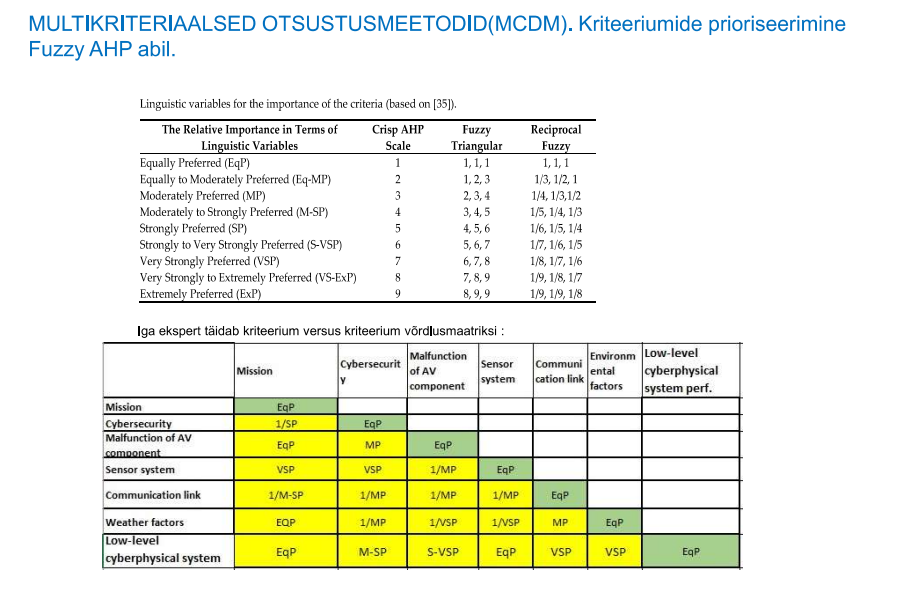 MULTIKRITERIAALSED OTSUSTUSMEETODID(MCDM). Kriteeriumide prioriseerimine
Fuzzy AHP abil.
Linguistic variables for the importance of the criteria (based on [35]).
The Relative Importance in Terms of Crisp AHP Fuzzy Reciprocal
Linguistic Variables Scale Triangular Fuzzy
Equally Preferred (EqP) 1 1, 1, 1 1, 1, 1
Equally to Moderately Preferred (Eq-MP) 2 1, 2, 3 1/3, 1/2, 1
Moderately Preferred (MP) 3 2, 3, 4 1/4, 1/3,1/2
Moderately to Strongly Preferred (M-SP) 4 3, 4, 5 1/5, 1/4, 1/3
Strongly Preferred (SP) 5 4, 5, 6 1/6, 1/5, 1/4
Strongly to Very Strongly Preferred (S-VSP) 6 5, 6, 7 1/7, 1/6, 1/5
Very Strongly Preferred (VSP) 7 6, 7, 8 1/8, 1/7, 1/6
Very Strongly to Extremely Preferred (VS-ExP) 8 7, 8, 9 1/9, 1/8, 1/7
Extremely Preferred (ExP) 9 8, 9, 9 1/9, 1/9, 1/8
Iga ekspert täidab kriteerium versus kriteerium võrdlusmaatriksi :
Malfunction Environm Low-level
Mission Cybersecurit of AV Sensor Communi ental cyberphysical
y component system cation link factors system perf.
Mission EqP
Cybersecurity 1/SP EqP
Malfunction of AV
component EqP MP EqP
Sensor system VSP VSP 1/MP EqP
Communication link 1/M-SP 1/MP 1/MP 1/MP EqP
Weather factors EQP 1/MP 1/VSP 1/VSP MP EqP
Low-level
cyberphysical system EqP M-SP S-VSP EqP VSP VSP EqP